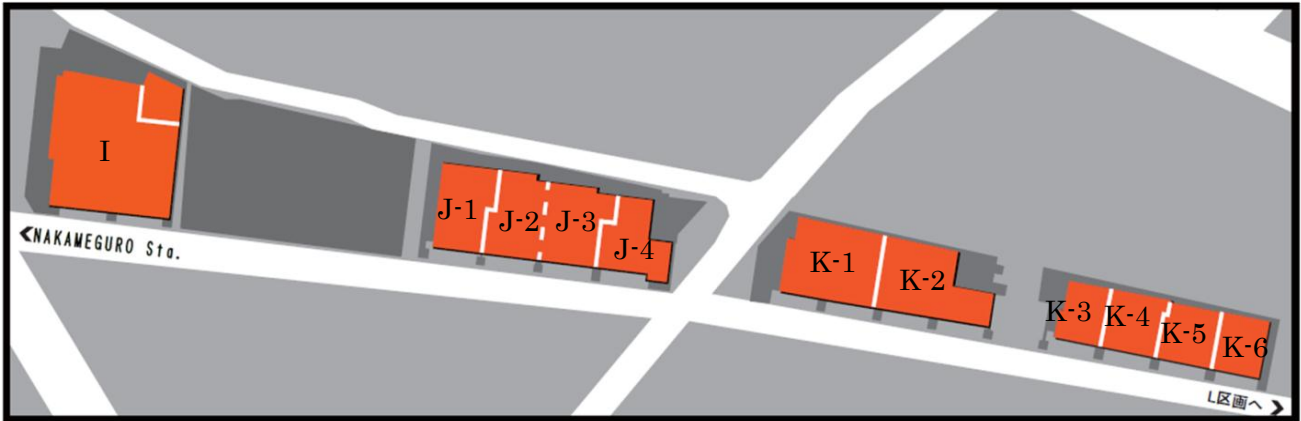 I
J-1
J-2
J-3
J-4
K-1
K-2
K-3
K-4
K-5
K-6
NAKAMEGURO Sta.
L区画へ